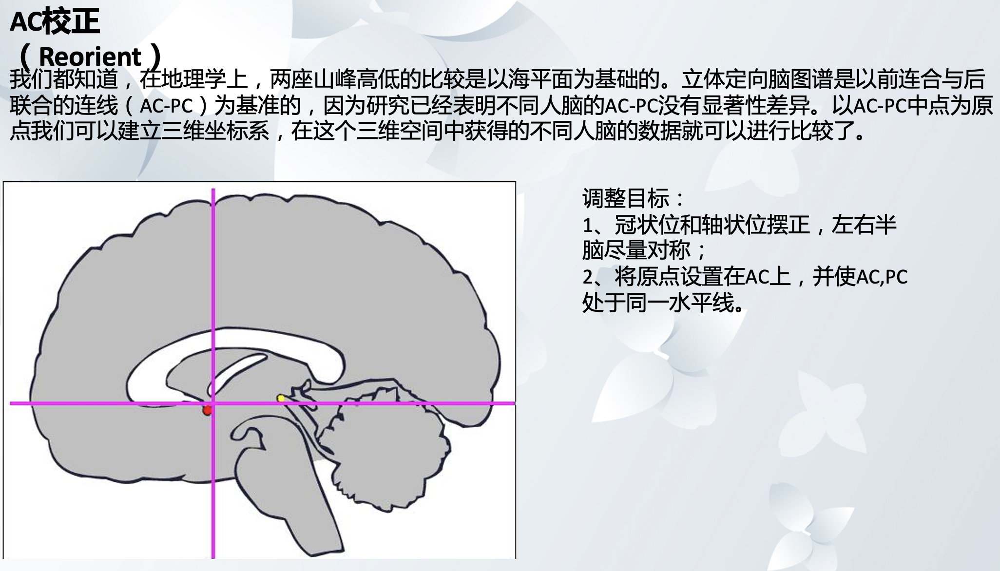 AC校正
（Reorient）
我们都知道，在地理学上，两座山峰高低的比较是以海平面为基础的。立体定向脑图谱是以前连合与后
联合的连线（AC-PC）为基准的，因为研究已经表明不同人脑的AC-PC没有显著性差异。以AC-PC中点为原
点我们可以建立三维坐标系，在这个三维空间中获得的不同人脑的数据就可以进行比较了。
调整目标：
1、冠状位和轴状位摆正，左右半
脑尽量对称；
2、将原点设置在AC上，并使AC,PC
处于同一水平线。